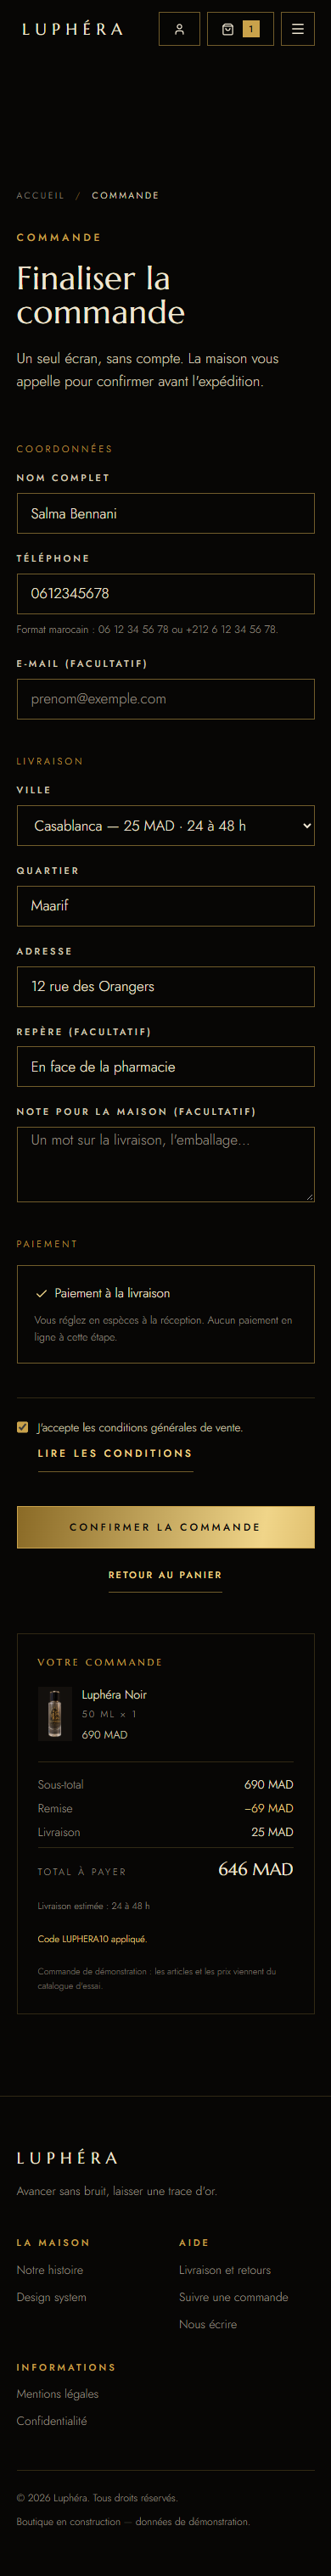 LUPHÉRA
1
ACCUEIL / COMMANDE
COMMANDE
Finaliser la
commande
Un seul écran, sans compte. La maison vous
appelle pour confirmer avant l'expédition.
COORDONNÉES
NOM COMPLET
Salma Bennani
TÉLÉPHONE
0612345678
Format marocain : 06 12 34 56 78 ou +212 6 12 34 56 78.
E-MAIL (FACULTATIF)
prenom@exemple.com
LIVRAISON
VILLE
Casablanca — 25 MAD · 24 à 48 h
QUARTIER
Maarif
ADRESSE
12 rue des Orangers
REPÈRE (FACULTATIF)
En face de la pharmacie
NOTE POUR LA MAISON (FACULTATIF)
Un mot sur la livraison, l'emballage…
PAIEMENT
Paiement à la livraison
Vous réglez en espèces à la réception. Aucun paiement en
ligne à cette étape.
J'accepte les conditions générales de vente.
LIRE LES CONDITIONS
CONFIRMER LA COMMANDE
RETOUR AU PANIER
VOTRE COMMANDE
Luphéra Noir
50 ML × 1
690 MAD
Sous-total 690 MAD
Remise −69 MAD
Livraison 25 MAD
TOTAL À PAYER 646 MAD
Livraison estimée : 24 à 48 h
Code LUPHERA10 appliqué.
Commande de démonstration : les articles et les prix viennent du
catalogue d'essai.
LUPHÉRA
Avancer sans bruit, laisser une trace d'or.
LA MAISON
Notre histoire
Design system
AIDE
Livraison et retours
Suivre une commande
Nous écrire
INFORMATIONS
Mentions légales
Confidentialité
© 2026 Luphéra. Tous droits réservés.
Boutique en construction — données de démonstration.